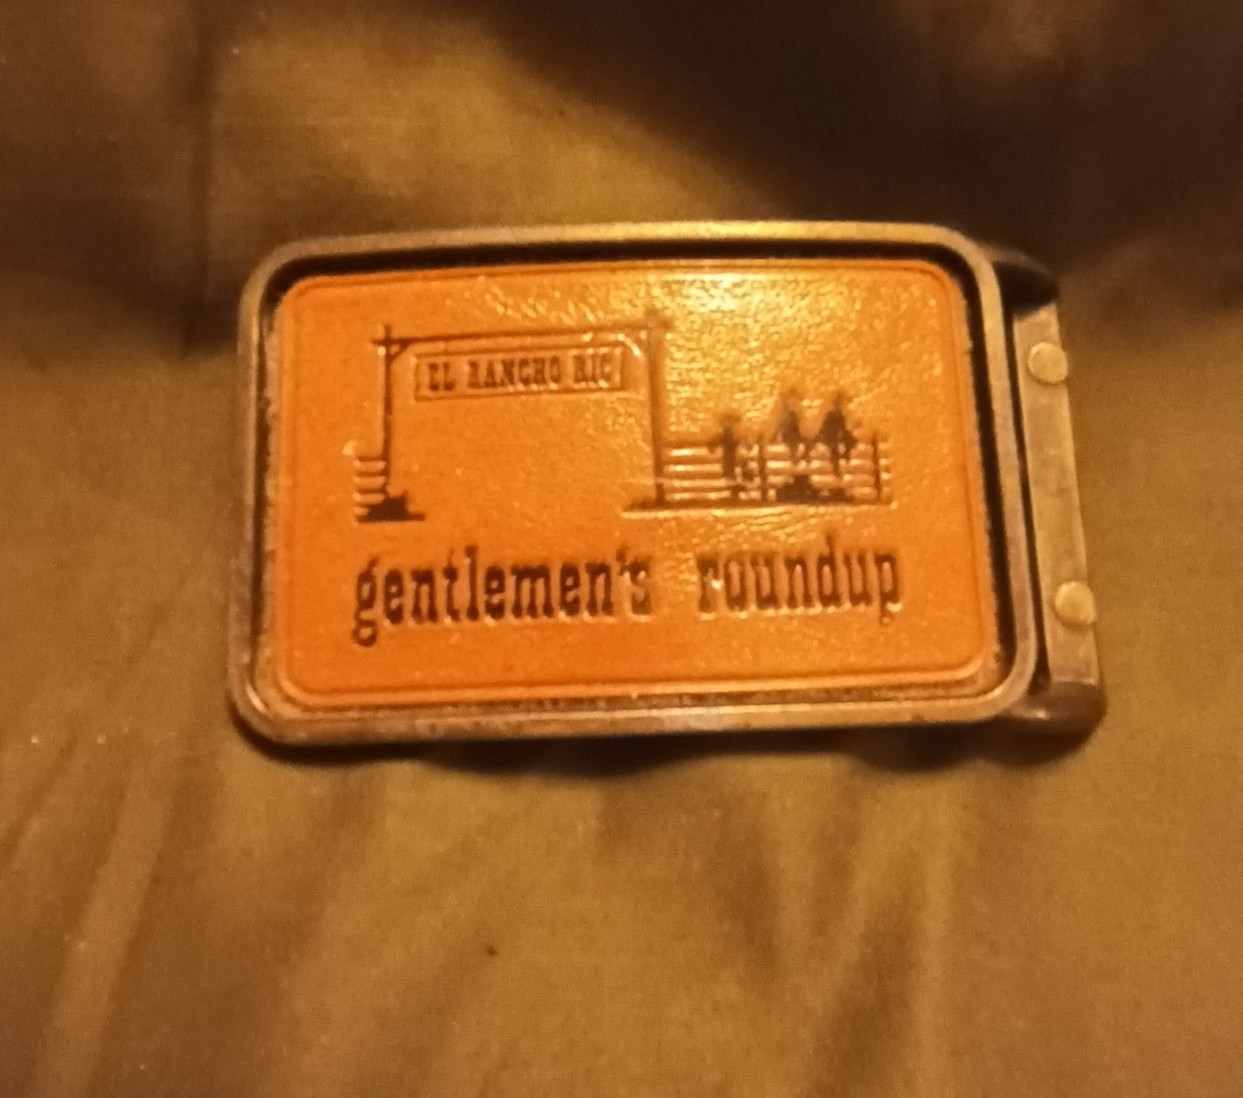 EL RANCHO RIO
gentlemen's roundup